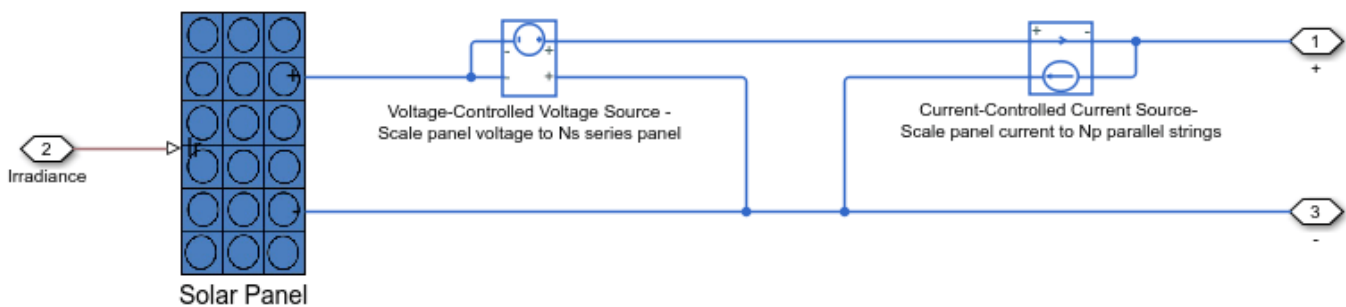 +
-
+
-
+
+
-
1
+
Voltage-Controlled Voltage Source -
Scale panel voltage to Ns series panel
Current-Controlled Current Source-
Scale panel current to Np parallel strings
2
Irradiance
Ir
-
3
-
Solar Panel